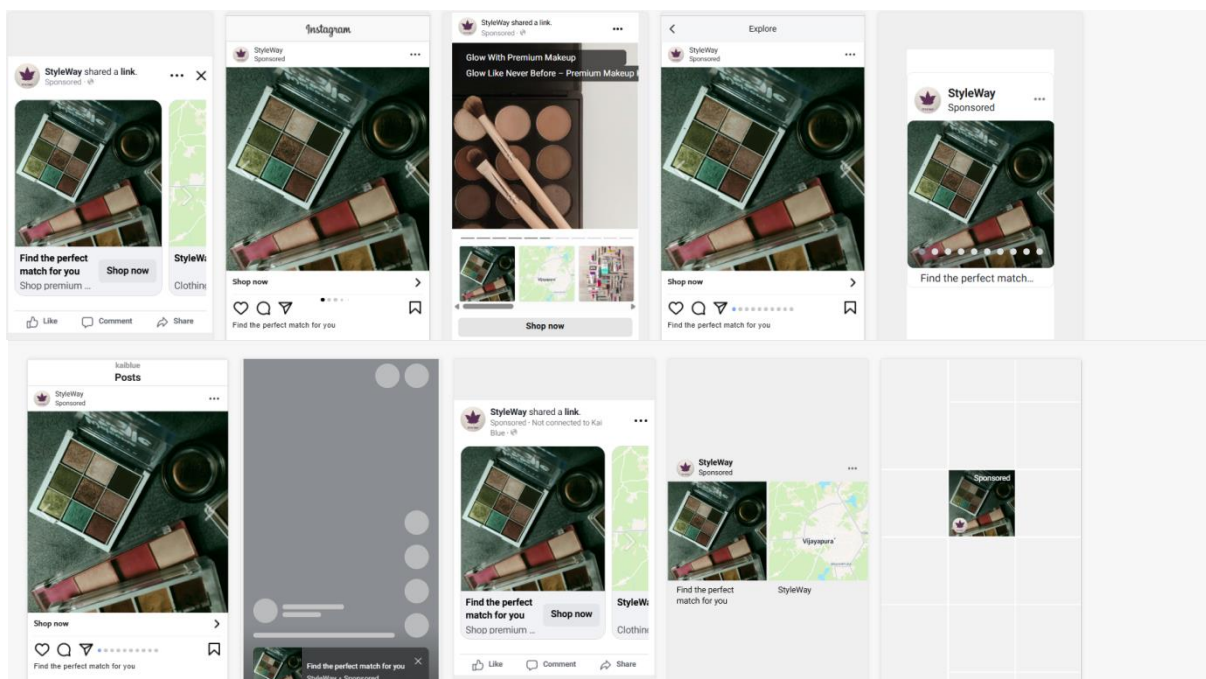 StyleWay shared a link.
Sponsored ·
Find the perfect
match for you
Shop now
Shop premium ...
StyleWa
Clothing
Like
Comment
Share
Instagram
StyleWay
Sponsored
Shop now
Find the perfect match for you
StyleWay shared a link.
Sponsored ·
Glow With Premium Makeup
Glow Like Never Before – Premium Makeup
Shop now
Explore
StyleWay
Sponsored
Shop now
Find the perfect match for you
StyleWay
Sponsored
Find the perfect match...
kaiblue
Posts
StyleWay
Sponsored
Shop now
Find the perfect match for you
Find the perfect match for you
StyleWay • Sponsored
StyleWay shared a link.
Sponsored · Not connected to Kai
Blue ·
Find the perfect
match for you
Shop now
Shop premium ...
StyleWa
Clothing
Like
Comment
Share
StyleWay
Sponsored
Vijayapura
Find the perfect
match for you
StyleWay
Sponsored